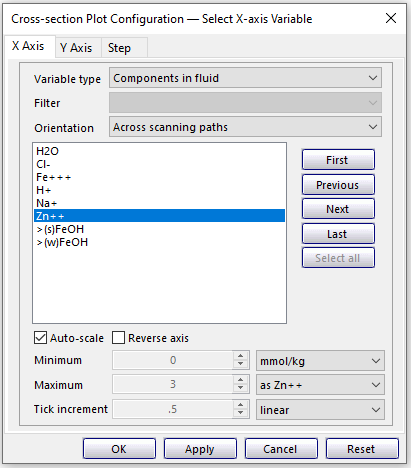 Cross-section Plot Configuration — Select X-axis Variable
X Axis Y Axis Step
Variable type Components in fluid
Filter
Orientation Across scanning paths
H2O
Cl-
Fe+++
H+
Na+
Zn++
>(s)FeOH
>(w)FeOH
First
Previous
Next
Last
Select all
Auto-scale Reverse axis
Minimum 0 mmol/kg
Maximum 3 as Zn++
Tick increment .5 linear
OK Apply Cancel Reset